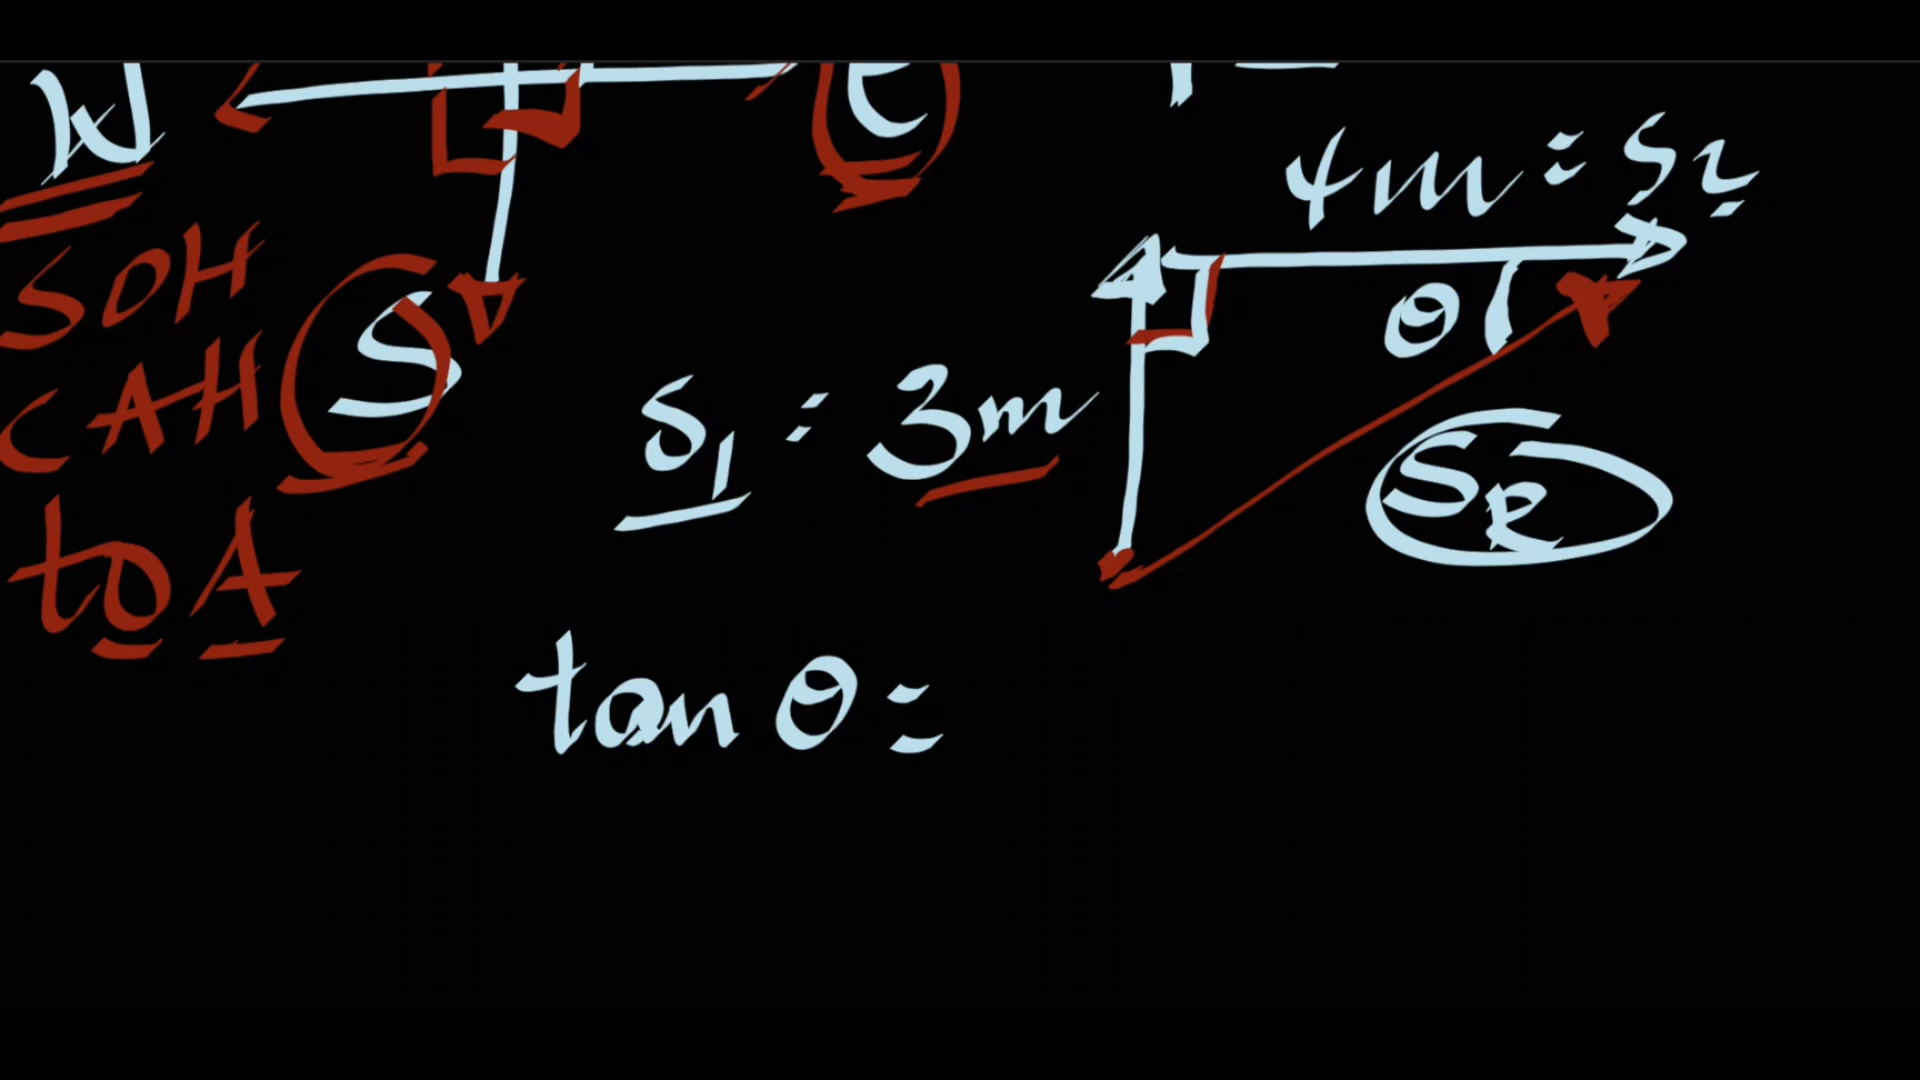 W E
4m = S2
SOH
CAH S
θ
S1 = 3m
SR
toA
tan θ =